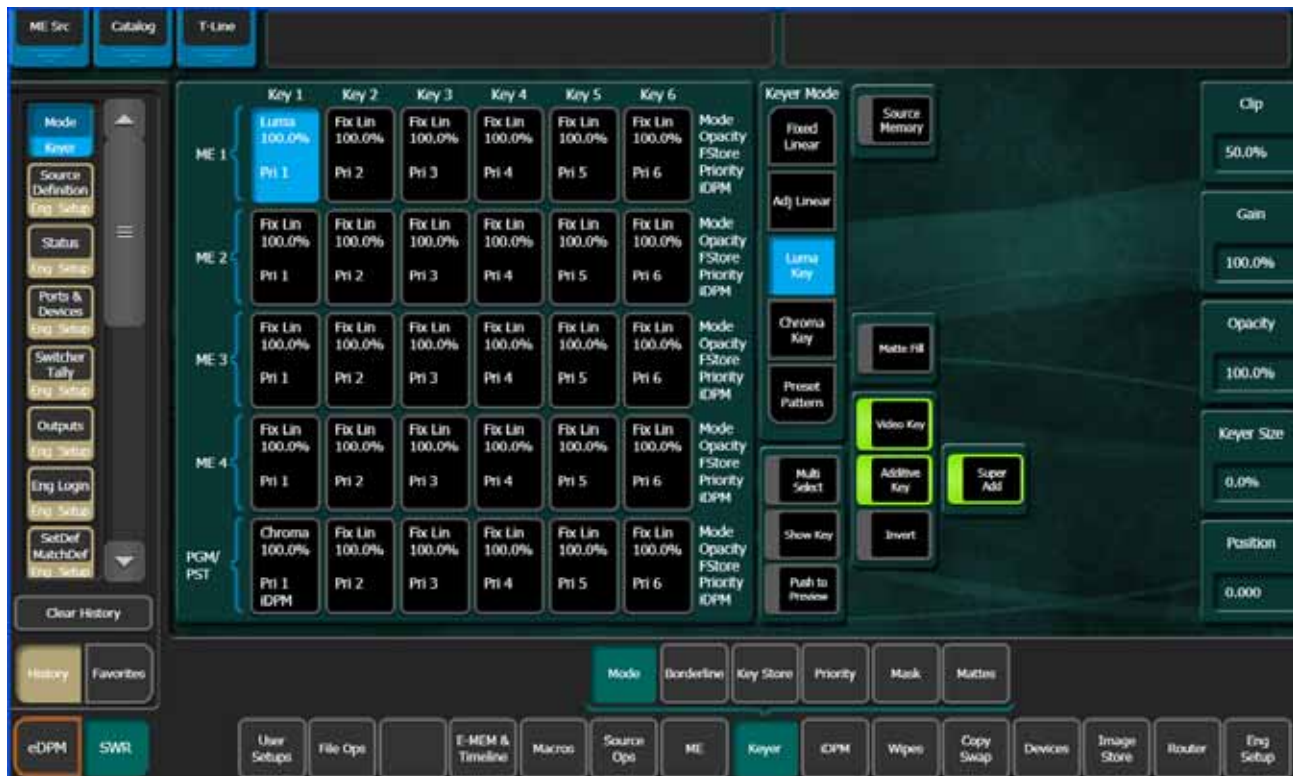 ME Src
Catalog
T-Line
Mode
Keyer
Source
Definition
Eng Setup
Status
Eng Setup
Ports &
Devices
Eng Setup
Switcher
Tally
Eng Setup
Outputs
Eng Setup
Eng Login
Eng Setup
SetDef
MatchDef
Eng Setup
Clear History
History
Favorites
eDPM
SWR
Key 1 Key 2 Key 3 Key 4 Key 5 Key 6
ME 1
Luma Fix Lin Fix Lin Fix Lin Fix Lin Fix Lin Mode
100.0% 100.0% 100.0% 100.0% 100.0% 100.0% Opacity
FStore
Pri 1 Pri 2 Pri 3 Pri 4 Pri 5 Pri 6 Priority
iDPM
ME 2
Fix Lin Fix Lin Fix Lin Fix Lin Fix Lin Fix Lin Mode
100.0% 100.0% 100.0% 100.0% 100.0% 100.0% Opacity
FStore
Pri 1 Pri 2 Pri 3 Pri 4 Pri 5 Pri 6 Priority
iDPM
ME 3
Fix Lin Fix Lin Fix Lin Fix Lin Fix Lin Fix Lin Mode
100.0% 100.0% 100.0% 100.0% 100.0% 100.0% Opacity
FStore
Pri 1 Pri 2 Pri 3 Pri 4 Pri 5 Pri 6 Priority
iDPM
ME 4
Fix Lin Fix Lin Fix Lin Fix Lin Fix Lin Fix Lin Mode
100.0% 100.0% 100.0% 100.0% 100.0% 100.0% Opacity
FStore
Pri 1 Pri 2 Pri 3 Pri 4 Pri 5 Pri 6 Priority
iDPM
PGM/
PST
Chroma Fix Lin Fix Lin Fix Lin Fix Lin Fix Lin Mode
100.0% 100.0% 100.0% 100.0% 100.0% 100.0% Opacity
FStore
Pri 1 Pri 2 Pri 3 Pri 4 Pri 5 Pri 6 Priority
iDPM iDPM
Keyer Mode
Fixed
Linear
Adj Linear
Luma
Key
Chroma
Key
Preset
Pattern
Multi
Select
Show Key
Push to
Preview
Source
Memory
Matte Fill
Video Key
Additive
Key
Invert
Super
Add
Clip
50.0%
Gain
100.0%
Opacity
100.0%
Keyer Size
0.0%
Position
0.000
Mode
Borderline
Key Store
Priority
Mask
Mattes
User
Setups
File Ops
E-MEM &
Timeline
Macros
Source
Ops
ME
Keyer
iDPM
Wipes
Copy
Swap
Devices
Image
Store
Router
Eng
Setup